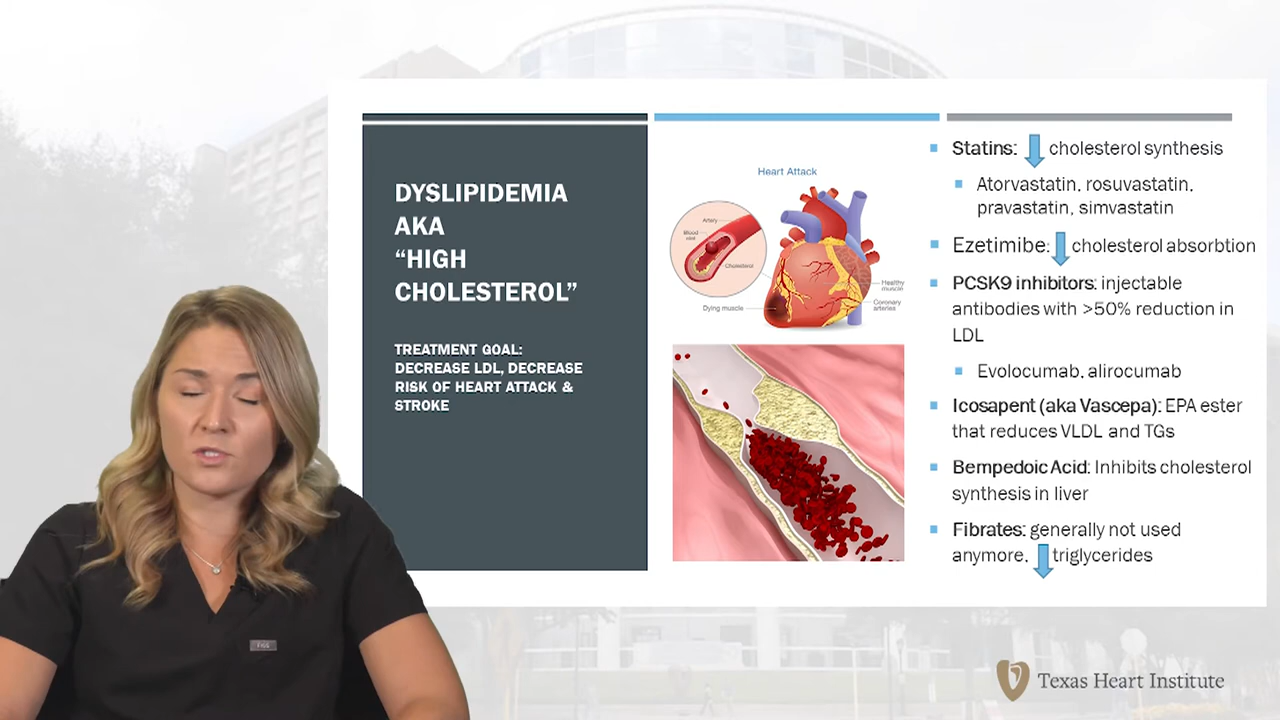 DYSLIPIDEMIA
AKA
“HIGH
CHOLESTEROL”
TREATMENT GOAL:
DECREASE LDL, DECREASE
RISK OF HEART ATTACK &
STROKE
Heart Attack
Artery
Blood
clot
Cholesterol
Dying muscle
Healthy
muscle
Coronary
arteries
Statins: cholesterol synthesis
Atorvastatin, rosuvastatin,
pravastatin, simvastatin
Ezetimibe: cholesterol absorbtion
PCSK9 inhibitors: injectable
antibodies with >50% reduction in
LDL
Evolocumab, alirocumab
Icosapent (aka Vascepa): EPA ester
that reduces VLDL and TGs
Bempedoic Acid: Inhibits cholesterol
synthesis in liver
Fibrates: generally not used
anymore, triglycerides
FIGS
Texas Heart Institute